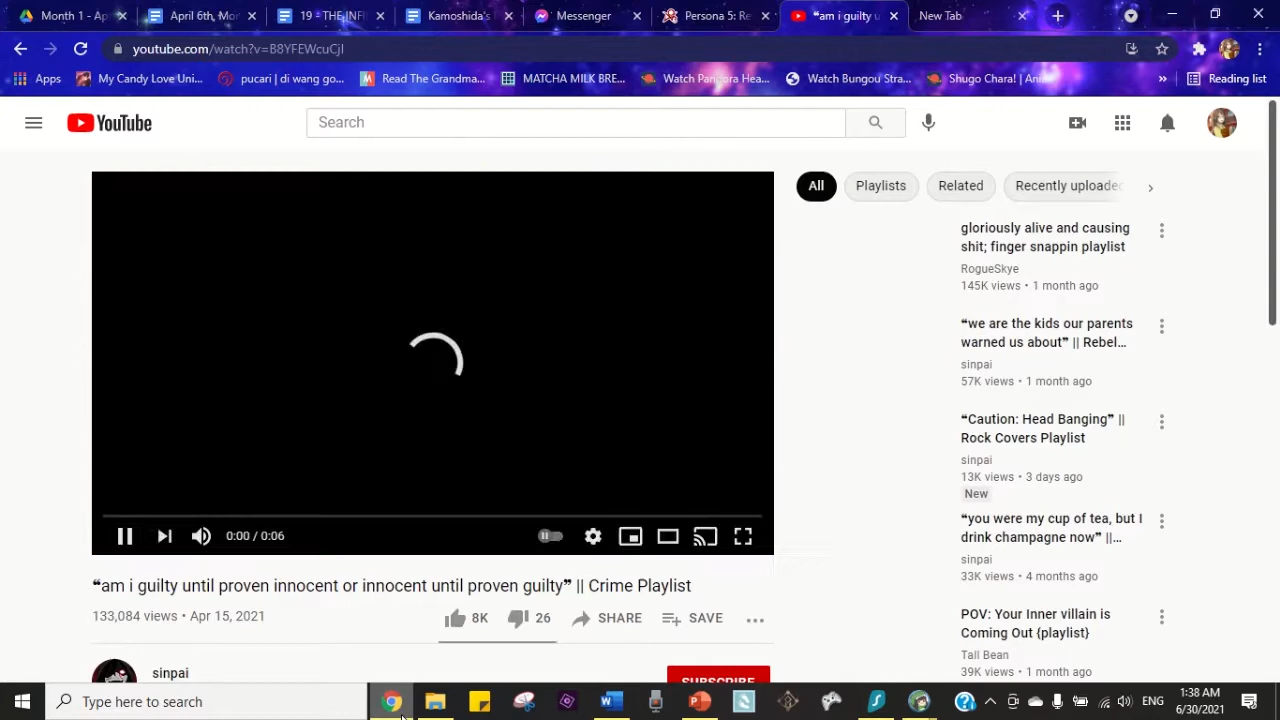 Month 1 - April
April 6th, Mon
19 - THE INFI
Kamoshida's
Messenger
Persona 5: Re
"am i guilty u
New Tab
youtube.com/watch?v=B8YFEWcuCjI
Apps
My Candy Love Uni...
pucari | di wang go...
Read The Grandma...
MATCHA MILK BRE...
Watch Pandora Hea...
Watch Bungou Stra...
Shugo Chara! | Ani...
»
Reading list
YouTube
Search
All
Playlists
Related
Recently uploaded
gloriously alive and causing
shit; finger snappin playlist
RogueSkye
145K views • 1 month ago
❝we are the kids our parents
warned us about❞ || Rebel...
sinpai
57K views • 1 month ago
❝Caution: Head Banging❞ ||
Rock Covers Playlist
sinpai
13K views • 3 days ago
New
❝you were my cup of tea, but I
drink champagne now❞ ||...
sinpai
33K views • 4 months ago
POV: Your Inner villain is
Coming Out {playlist}
Tall Bean
39K views • 1 month ago
0:00 / 0:06
❝am i guilty until proven innocent or innocent until proven guilty❞ || Crime Playlist
133,084 views • Apr 15, 2021
8K
26
SHARE
SAVE
sinpai
SUBSCRIBE
Type here to search
ENG
1:38 AM
6/30/2021